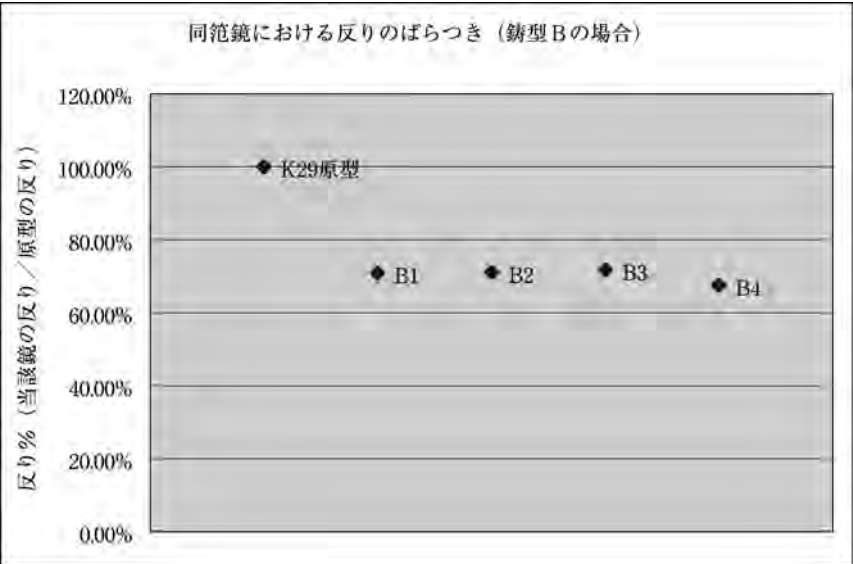 同笵鏡における反りのばらつき（鋳型Bの場合）
反り％（当該鏡の反り／原型の反り）
120.00%
100.00%
80.00%
60.00%
40.00%
20.00%
0.00%
K29原型
B1
B2
B3
B4